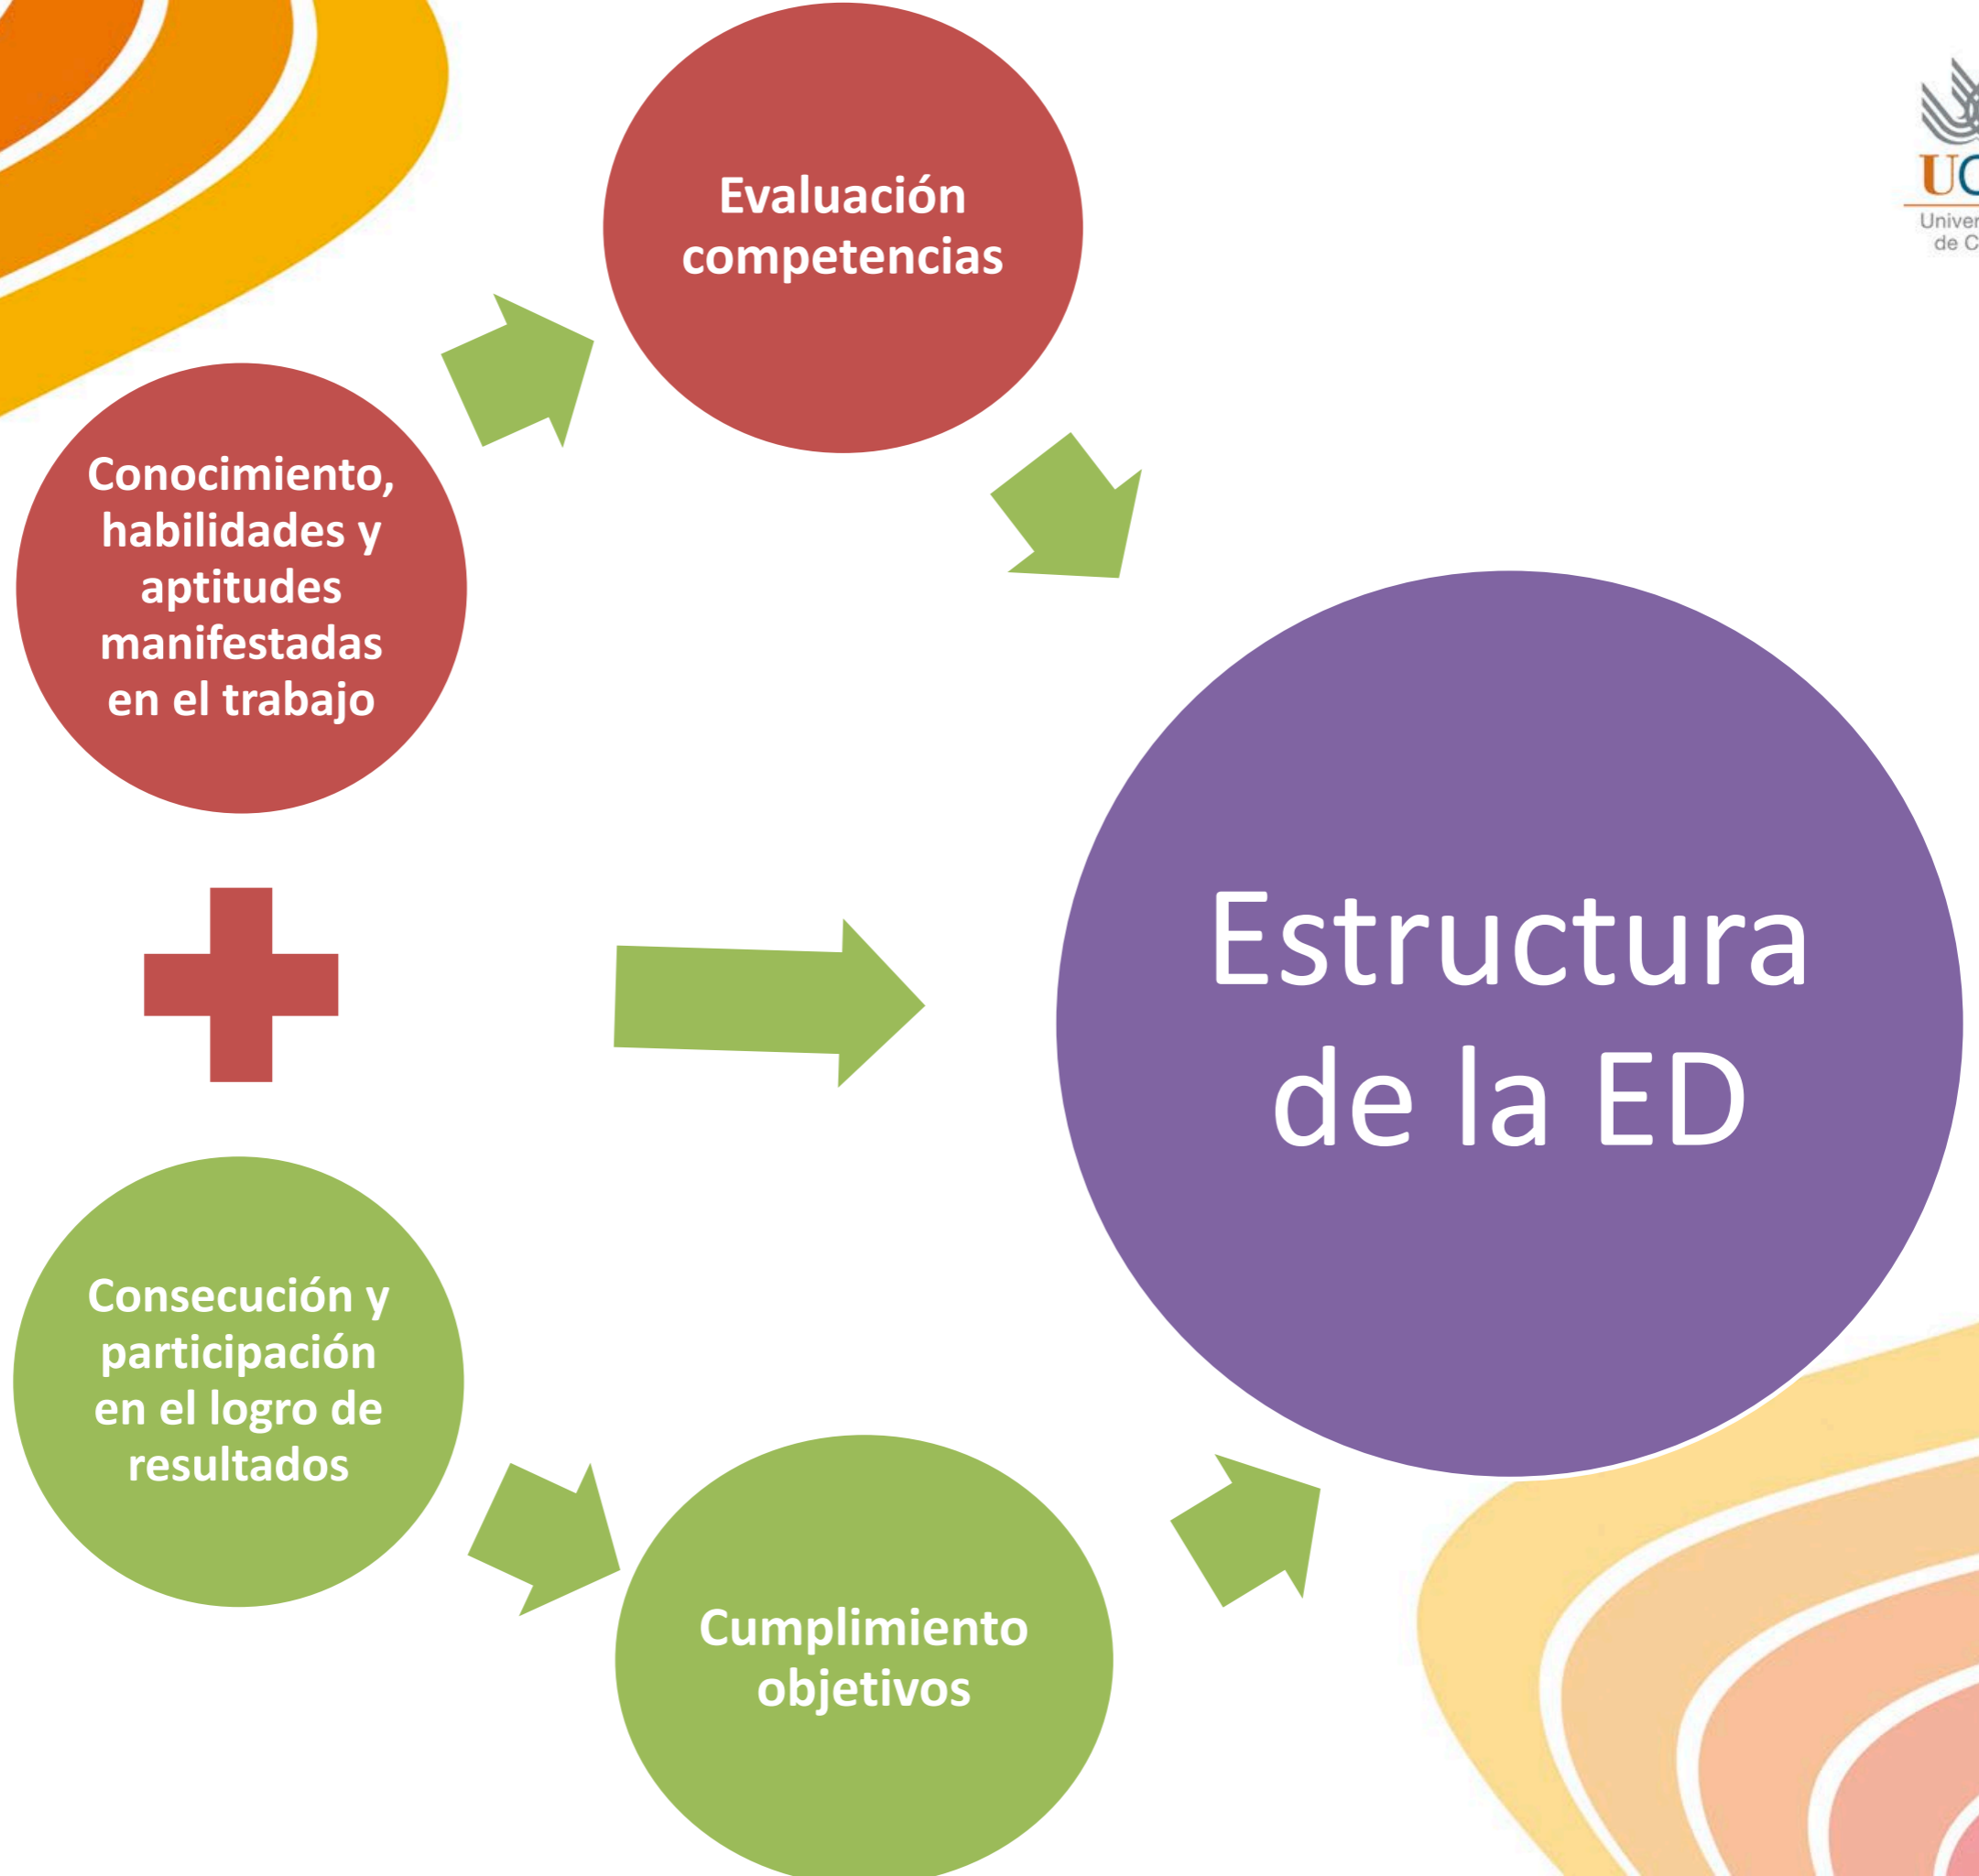 Evaluación
competencias
Conocimiento,
habilidades y
aptitudes
manifestadas
en el trabajo
Estructura
de la ED
Consecución y
participación
en el logro de
resultados
Cumplimiento
objetivos